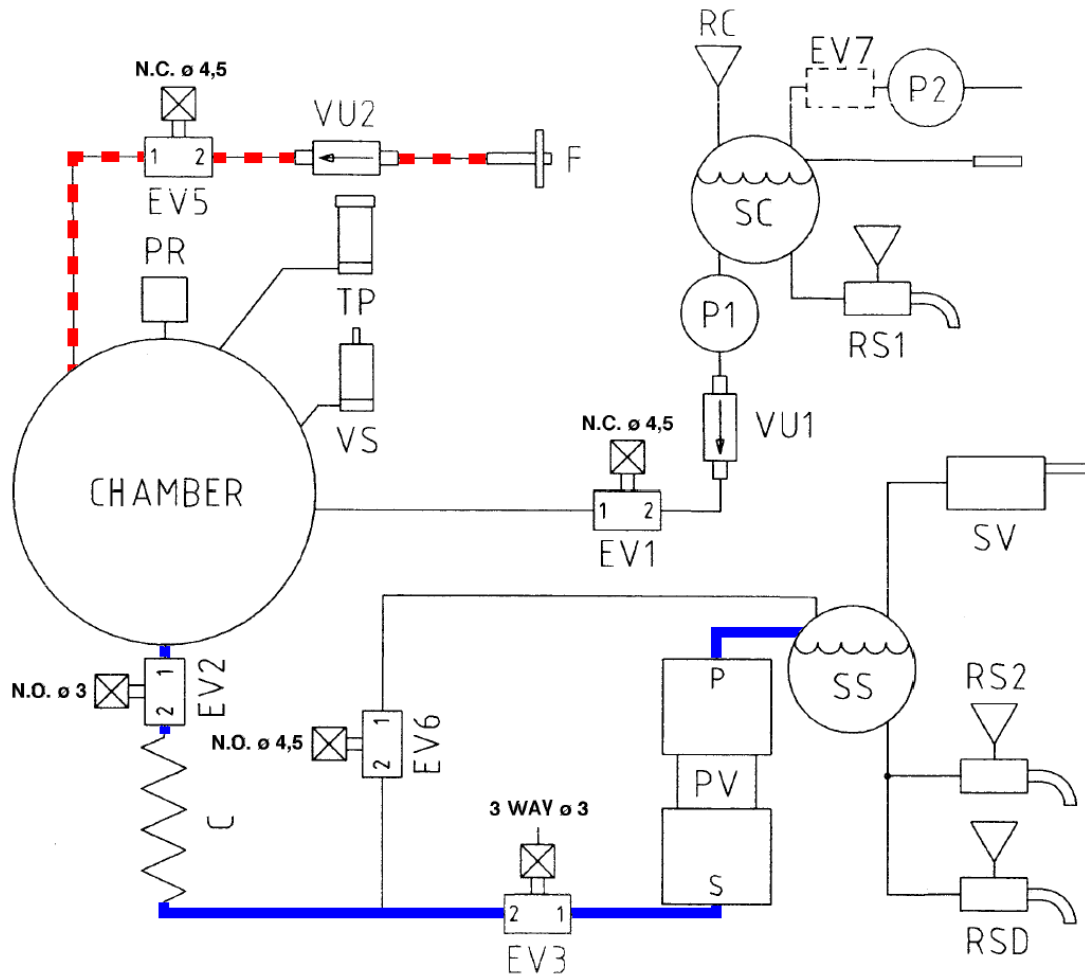 RC
N.C. ø 4,5
EV7
P2
VU2
1 2
F
EV5
SC
PR
TP
P1
RS1
VS
N.C. ø 4,5
VU1
CHAMBER
1 2
EV1
SV
1
2
EV2
N.O. ø 3
P
SS
RS2
1
2
EV6
N.O. ø 4,5
PV
3 WAY ø 3
C
S
2 1
EV3
RSD